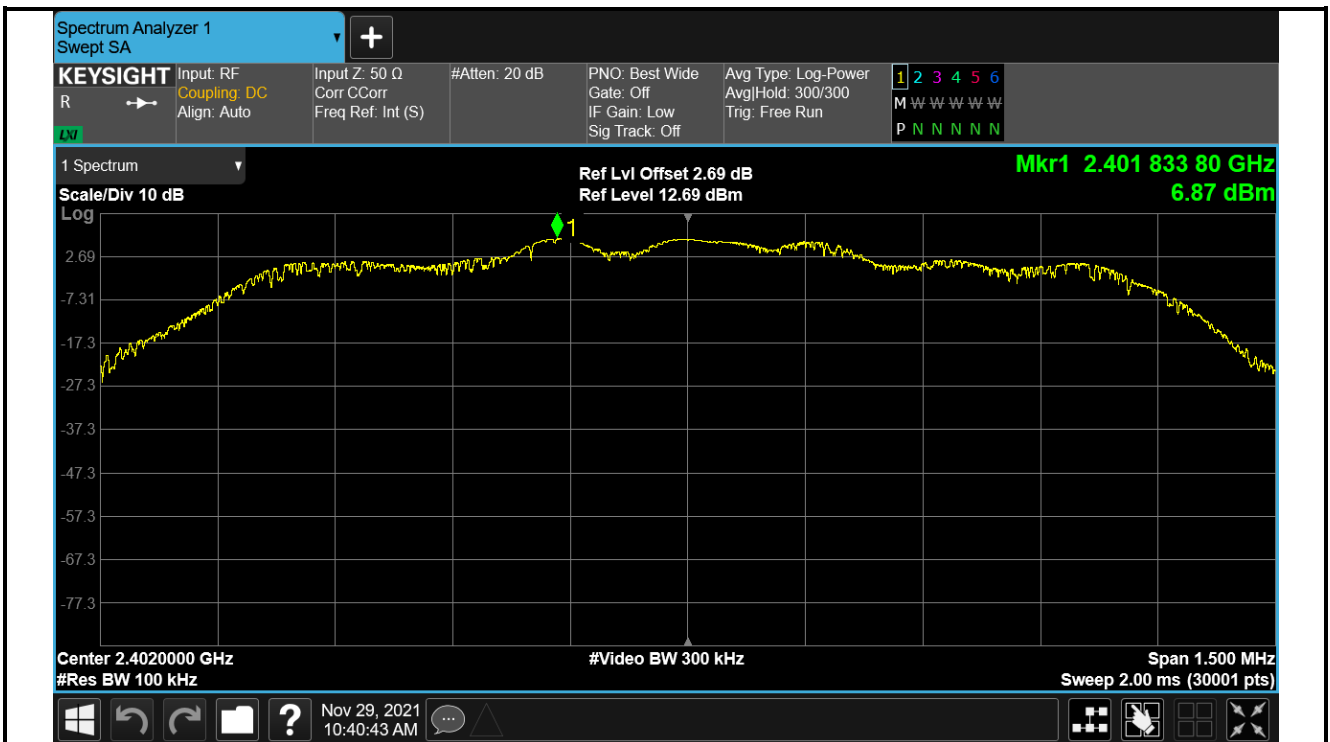 Spectrum Analyzer 1
Swept SA
+
KEYSIGHT
R
LXI
Input: RF
Coupling: DC
Align: Auto
Input Z: 50 Ω
Corr CCorr
Freq Ref: Int (S)
#Atten: 20 dB
PNO: Best Wide
Gate: Off
IF Gain: Low
Sig Track: Off
Avg Type: Log-Power
Avg|Hold: 300/300
Trig: Free Run
1 2 3 4 5 6
M W W W W W
P N N N N N
1 Spectrum
Scale/Div 10 dB
Ref Lvl Offset 2.69 dB
Ref Level 12.69 dBm
Mkr1 2.401 833 80 GHz
6.87 dBm
Log
1
2.69
-7.31
-17.3
-27.3
-37.3
-47.3
-57.3
-67.3
-77.3
Center 2.4020000 GHz
#Video BW 300 kHz
Span 1.500 MHz
#Res BW 100 kHz
Sweep 2.00 ms (30001 pts)
?
Nov 29, 2021
10:40:43 AM